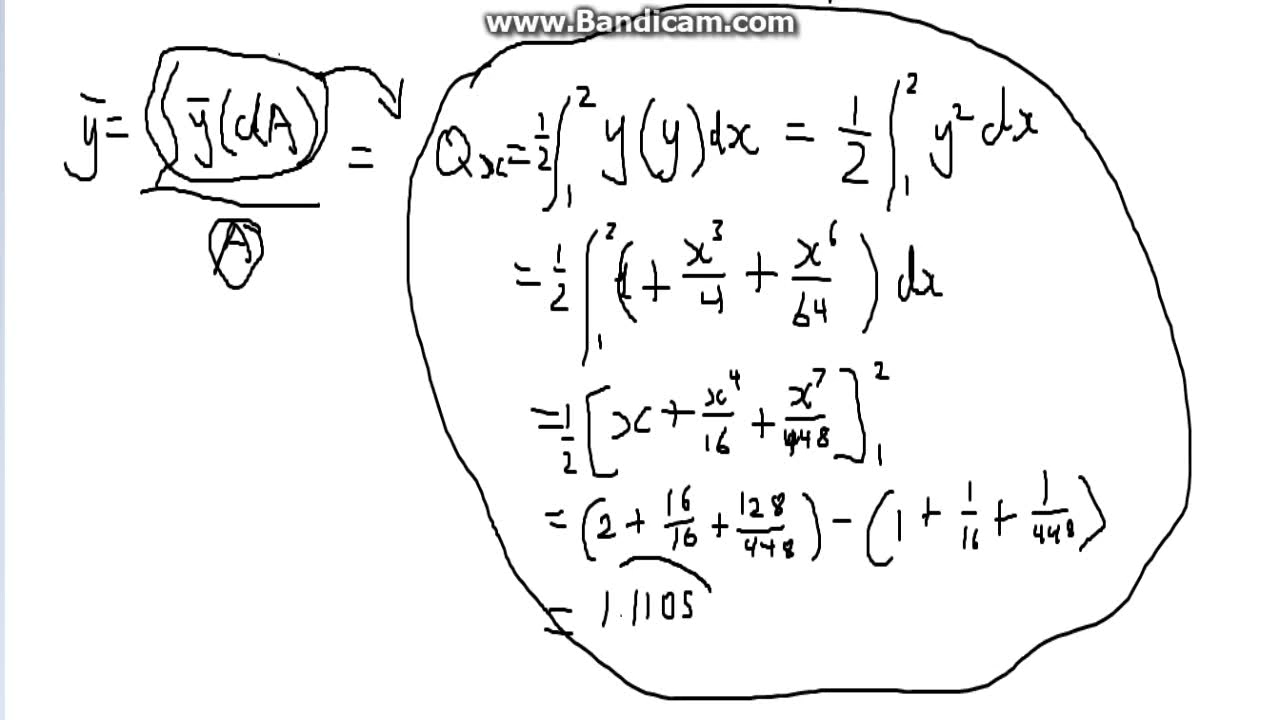 www.Bandicam.com
ȳ = ∫ȳ(dA) / A =
Qx = 1/2 ∫₁² y(y)dx = 1/2 ∫₁² y² dx
= 1/2 ∫₁² (1 + x³/4 + x⁶/64) dx
= 1/2 [x + x⁴/16 + x⁷/448]₁²
= (2 + 16/16 + 128/448) - (1 + 1/16 + 1/448)
= 1.1105